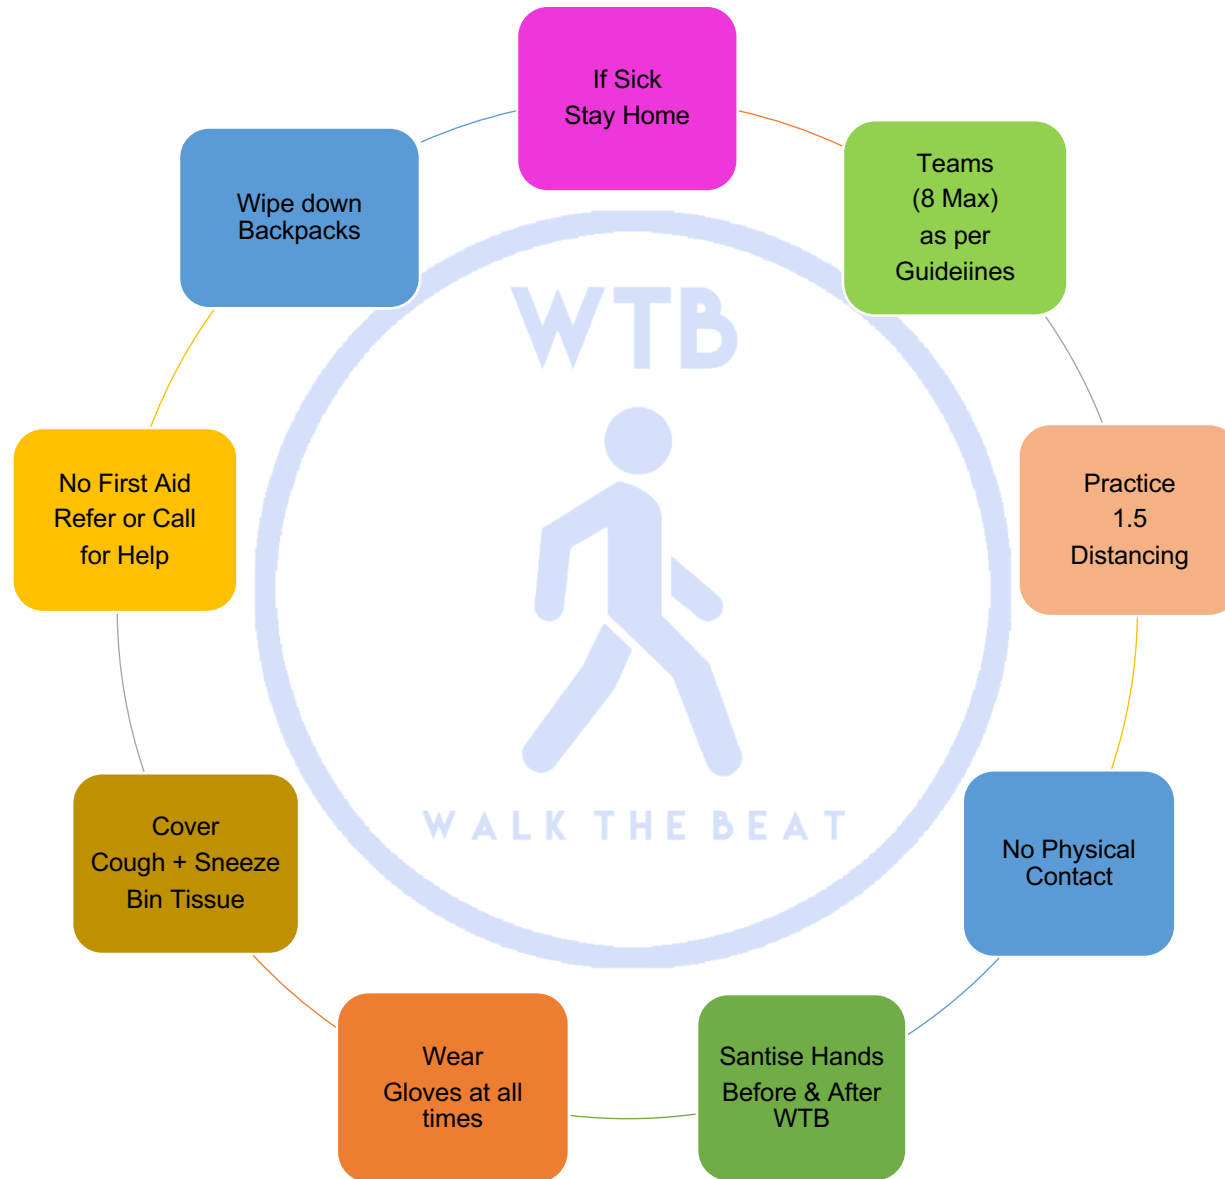 If Sick
Stay Home
Teams
(8 Max)
as per
Guideiines
Practice
1.5
Distancing
No Physical
Contact
Santise Hands
Before & After
WTB
Wear
Gloves at all
times
Cover
Cough + Sneeze
Bin Tissue
No First Aid
Refer or Call
for Help
Wipe down
Backpacks
WTB
WALK THE BEAT